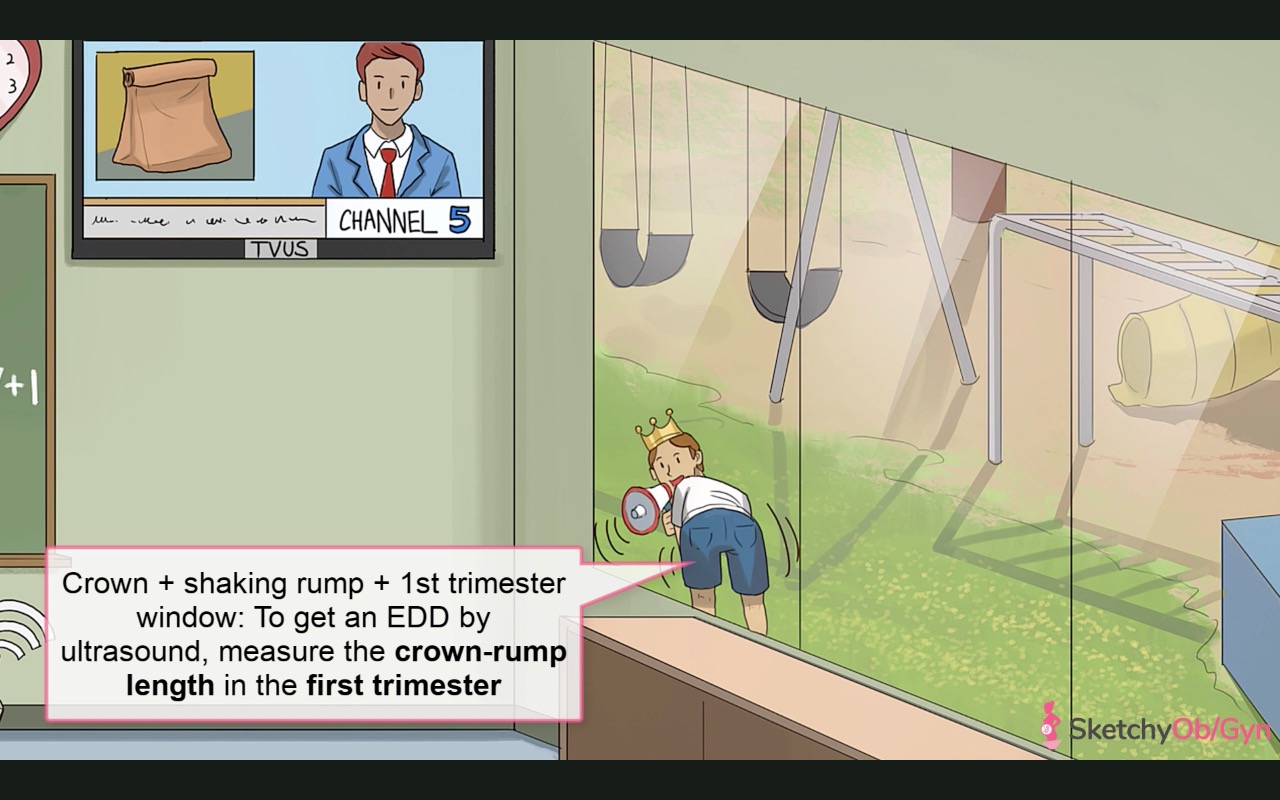 2
3
CHANNEL 5
TVUS
+1
Crown + shaking rump + 1st trimester
window: To get an EDD by
ultrasound, measure the crown-rump
length in the first trimester
SketchyOb/Gyn